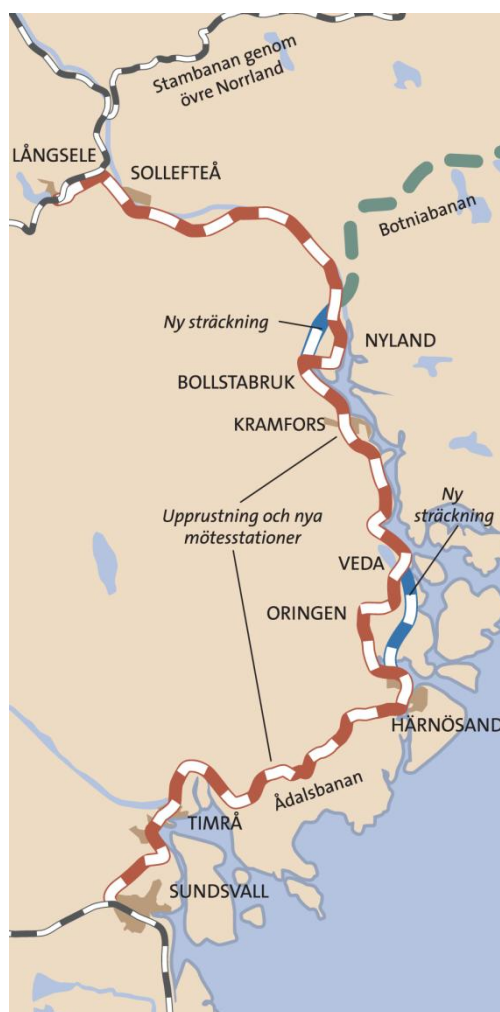 Stambanan genom
övre Norrland
LÅNGSELE
SOLLEFTEÅ
Botniabanan
Ny sträckning
NYLAND
BOLLSTABRUK
KRAMFORS
Ny
sträckning
Upprustning och nya
mötesstationer
VEDA
ORINGEN
HÄRNÖSAND
Ådalsbanan
TIMRÅ
SUNDSVALL